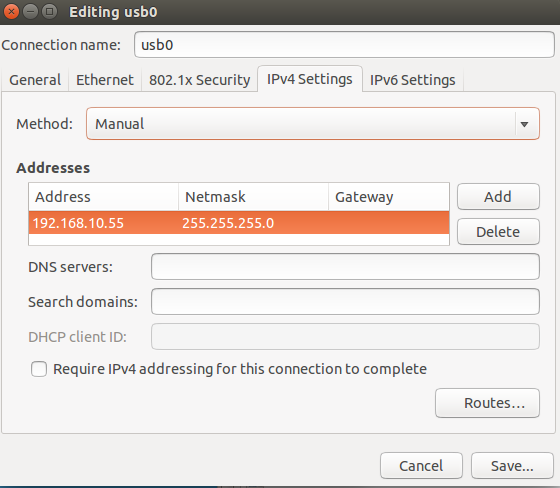 Editing usb0
Connection name: usb0
General Ethernet 802.1x Security IPv4 Settings IPv6 Settings
Method: Manual
Addresses
Address Netmask Gateway
192.168.10.55 255.255.255.0
Add
Delete
DNS servers:
Search domains:
DHCP client ID:
Require IPv4 addressing for this connection to complete
Routes...
Cancel Save...